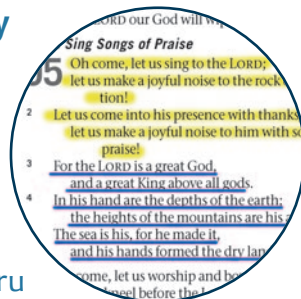 y
LORD our God will wip
Sing Songs of Praise
95 Oh come, let us sing to the LORD;
let us make a joyful noise to the rock
tion!
2 Let us come into his presence with thanks
let us make a joyful noise to him with so
praise!
3 For the LORD is a great God,
and a great King above all gods.
4 In his hand are the depths of the earth;
the heights of the mountains are his a
The sea is his, for he made it,
and his hands formed the dry lan
come, let us worship and bo
kneel before the L
ru